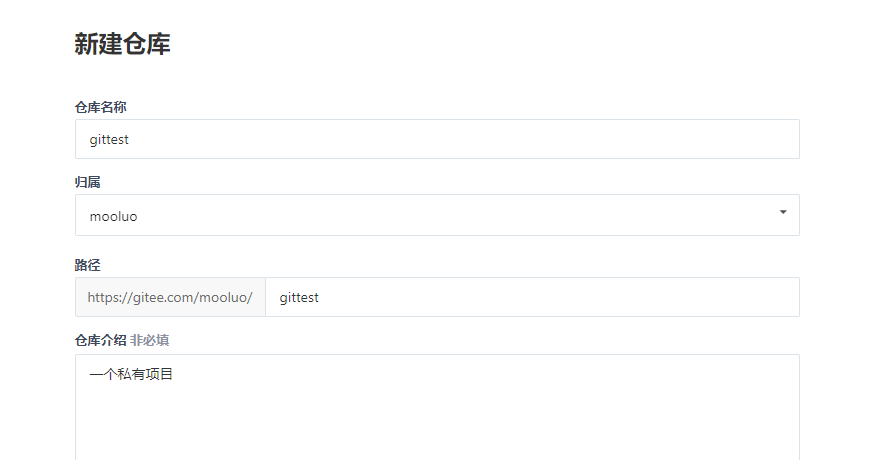 新建仓库
仓库名称
gittest
归属
mooluo
路径
https://gitee.com/mooluo/ gittest
仓库介绍 非必填
一个私有项目